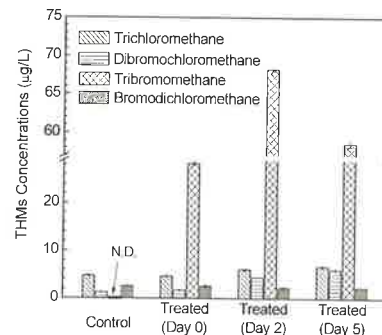 75
70
65
60
20
10
0
THMs Concentrations (µg/L)
Trichloromethane
Dibromochloromethane
Tribromomethane
Bromodichloromethane
N.D.
Control
Treated
(Day 0)
Treated
(Day 2)
Treated
(Day 5)